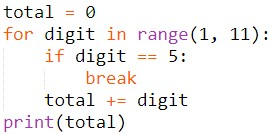 total = 0
for digit in range(1, 11):
    if digit == 5:
        break
    total += digit
print(total)